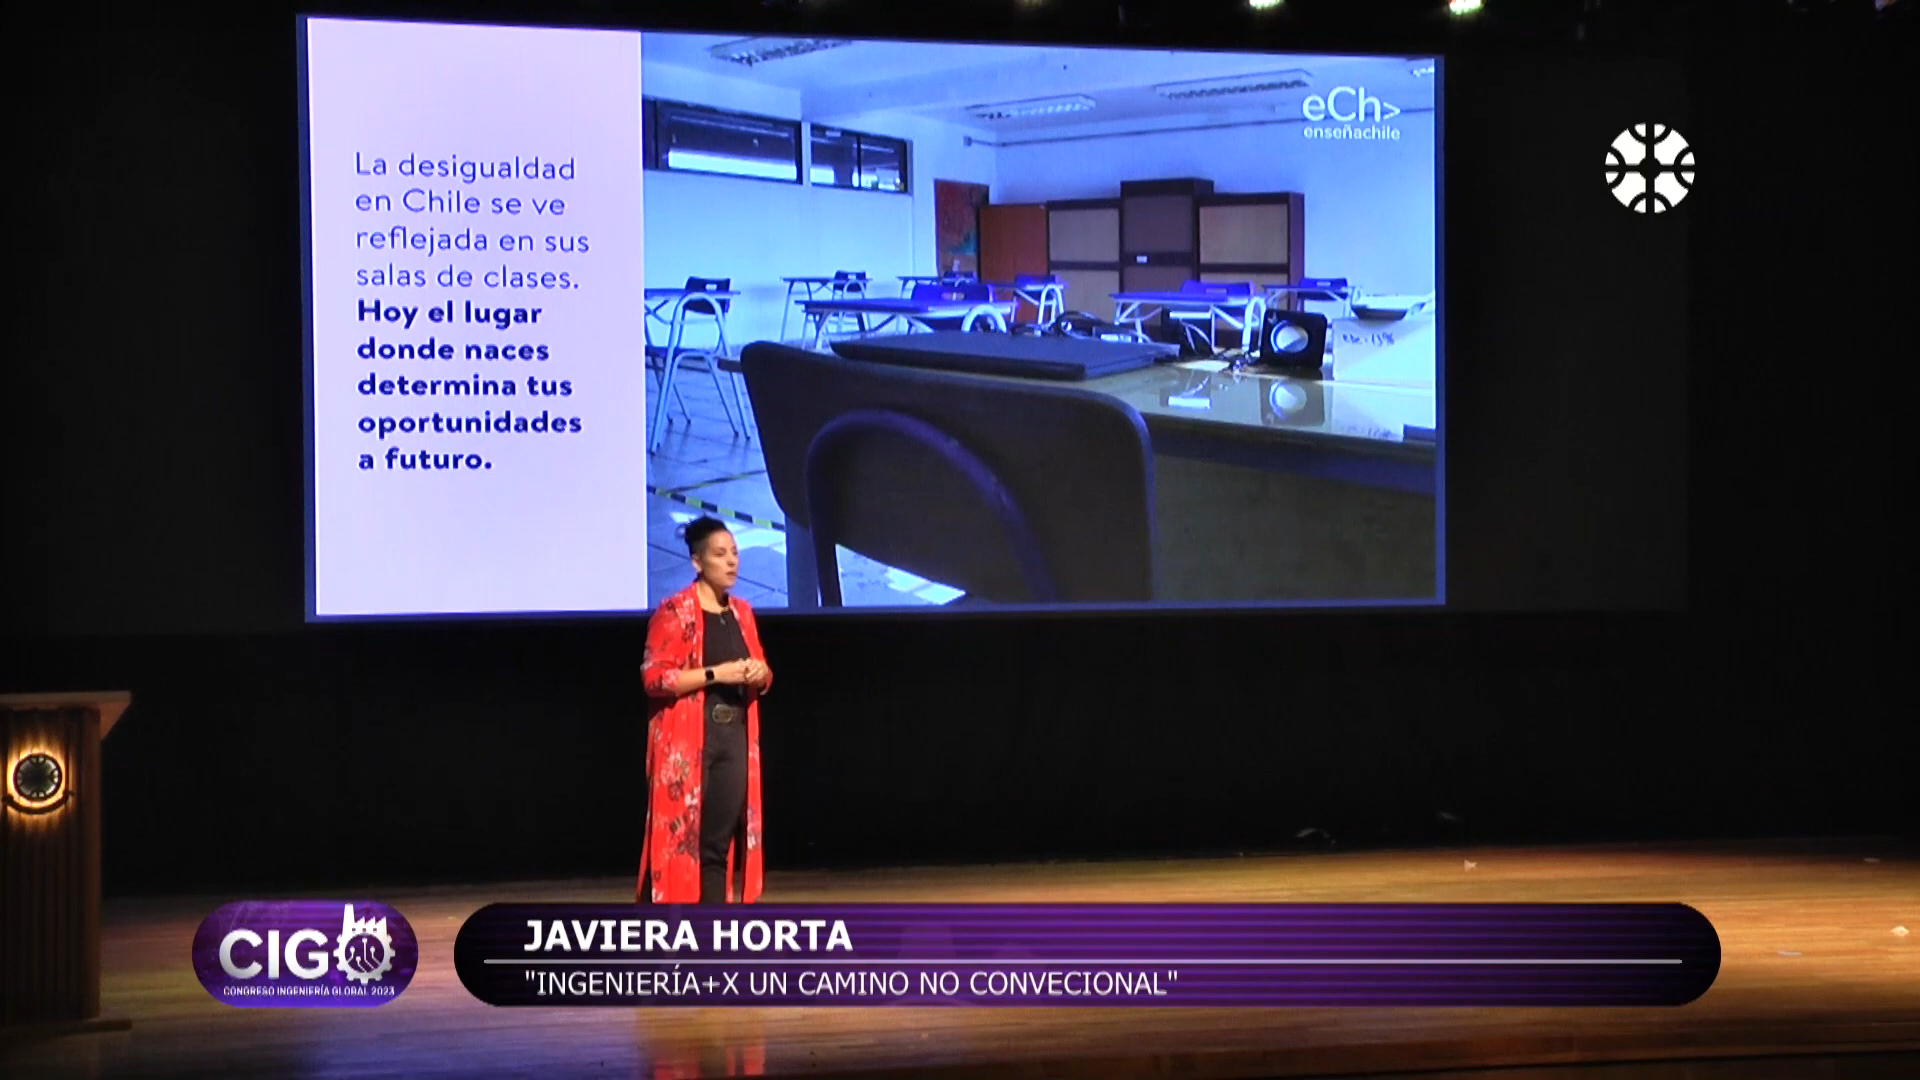 La desigualdad
en Chile se ve
reflejada en sus
salas de clases.
Hoy el lugar
donde naces
determina tus
oportunidades
a futuro.
eCh>
enseñachile
CIGO
CONGRESO INGENIERÍA GLOBAL 2023
JAVIERA HORTA
"INGENIERÍA+X UN CAMINO NO CONVECIONAL"